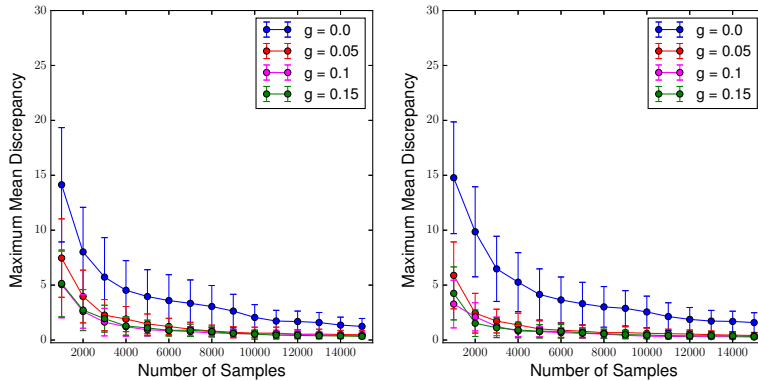 30
25
20
15
10
5
0
Maximum Mean Discrepancy
g = 0.0
g = 0.05
g = 0.1
g = 0.15
2000 4000 6000 8000 10000 12000 14000
Number of Samples
30
25
20
15
10
5
0
Maximum Mean Discrepancy
g = 0.0
g = 0.05
g = 0.1
g = 0.15
2000 4000 6000 8000 10000 12000 14000
Number of Samples